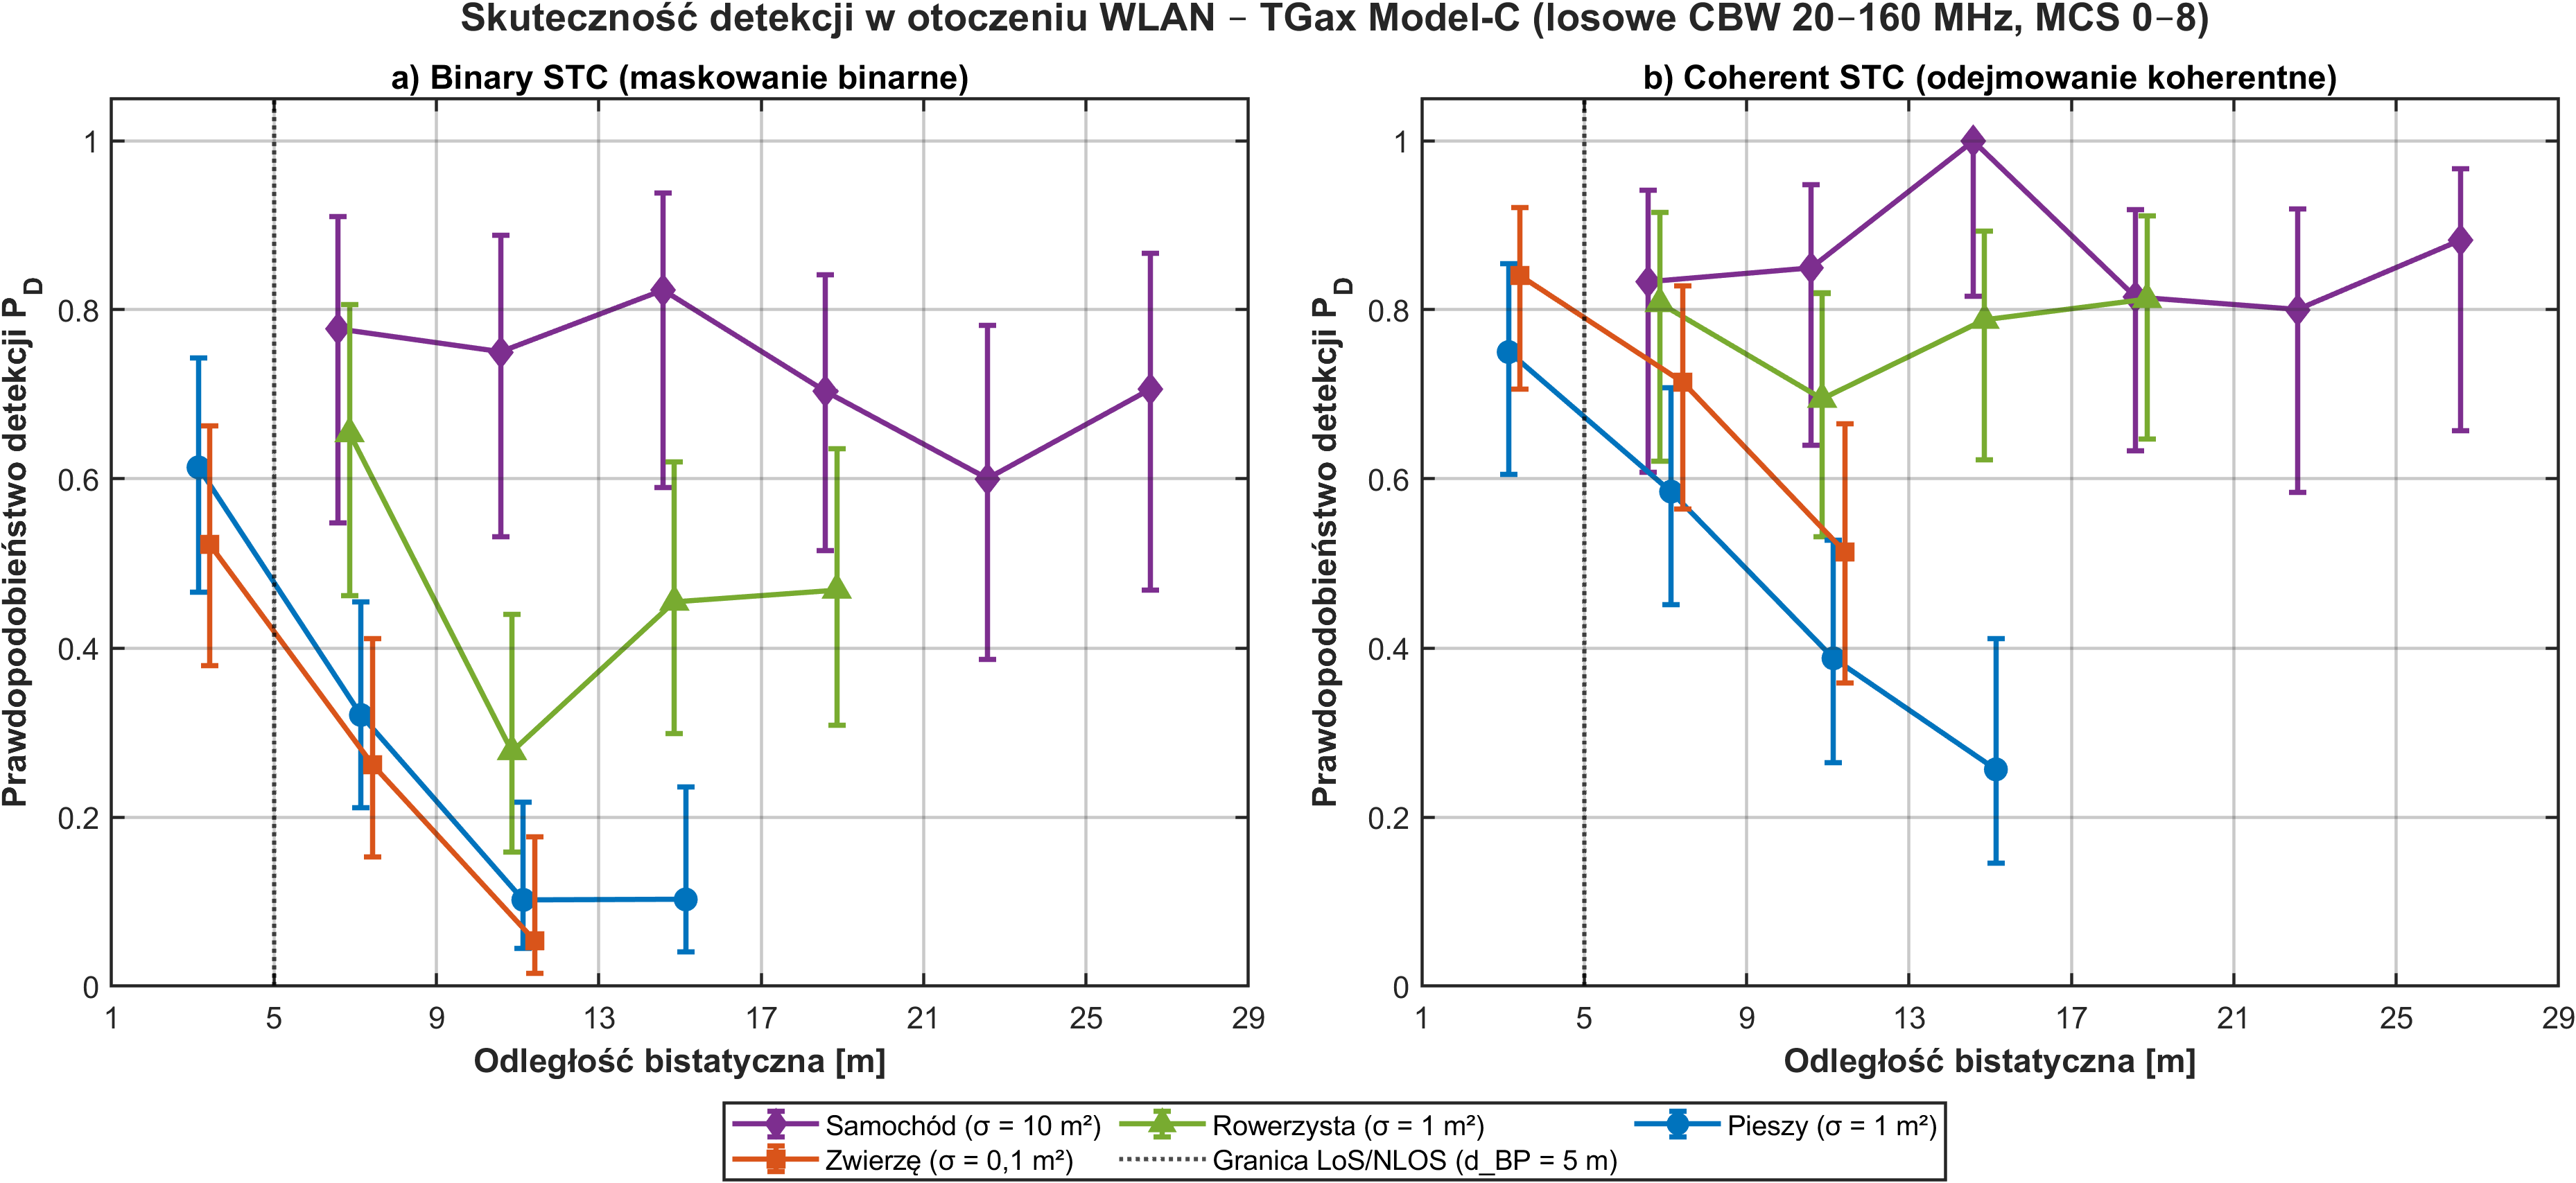 Skuteczność detekcji w otoczeniu WLAN – TGax Model-C (losowe CBW 20–160 MHz, MCS 0–8)
a) Binary STC (maskowanie binarne)
Prawdopodobieństwo detekcji P_D
1
0.8
0.6
0.4
0.2
0
1 5 9 13 17 21 25 29
Odległość bistatyczna [m]
b) Coherent STC (odejmowanie koherentne)
Prawdopodobieństwo detekcji P_D
1
0.8
0.6
0.4
0.2
0
1 5 9 13 17 21 25 29
Odległość bistatyczna [m]
Samochód (σ = 10 m²) Rowerzysta (σ = 1 m²) Pieszy (σ = 1 m²)
Zwierzę (σ = 0,1 m²) Granica LoS/NLOS (d_BP = 5 m)